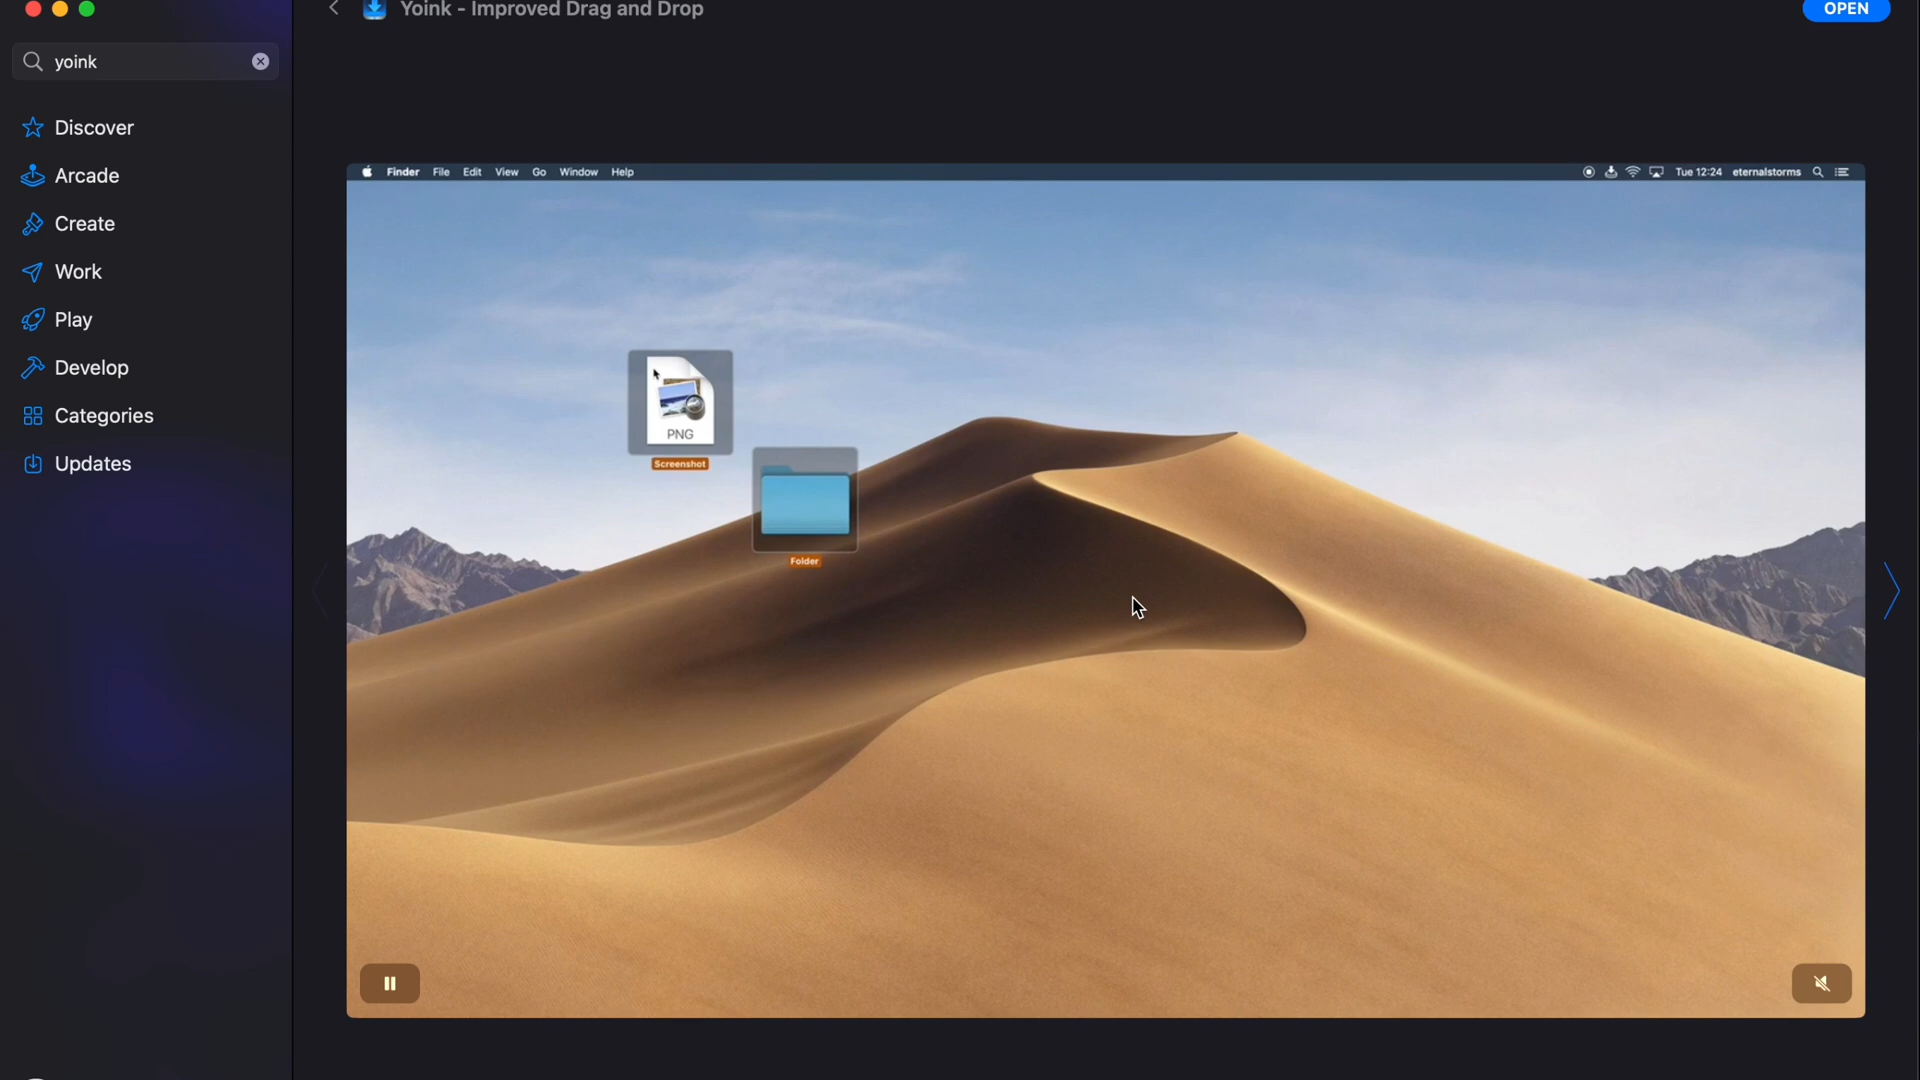 Yoink - Improved Drag and Drop
OPEN
yoink
Discover
Arcade
Create
Work
Play
Develop
Categories
Updates
Finder File Edit View Go Window Help
Tue 12:24 eternalstorms
PNG
Screenshot
Folder